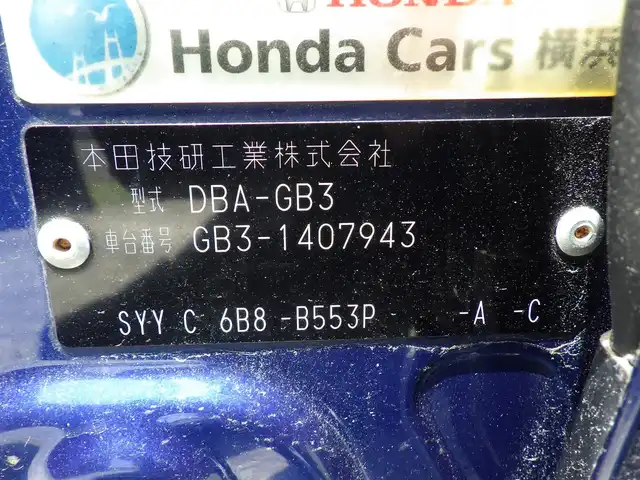 HONDA
Honda Cars 横浜
本田技研工業株式会社
型式 DBA-GB3
車台番号 GB3-1407943
SYY C 6B8 -B553P - -A -C